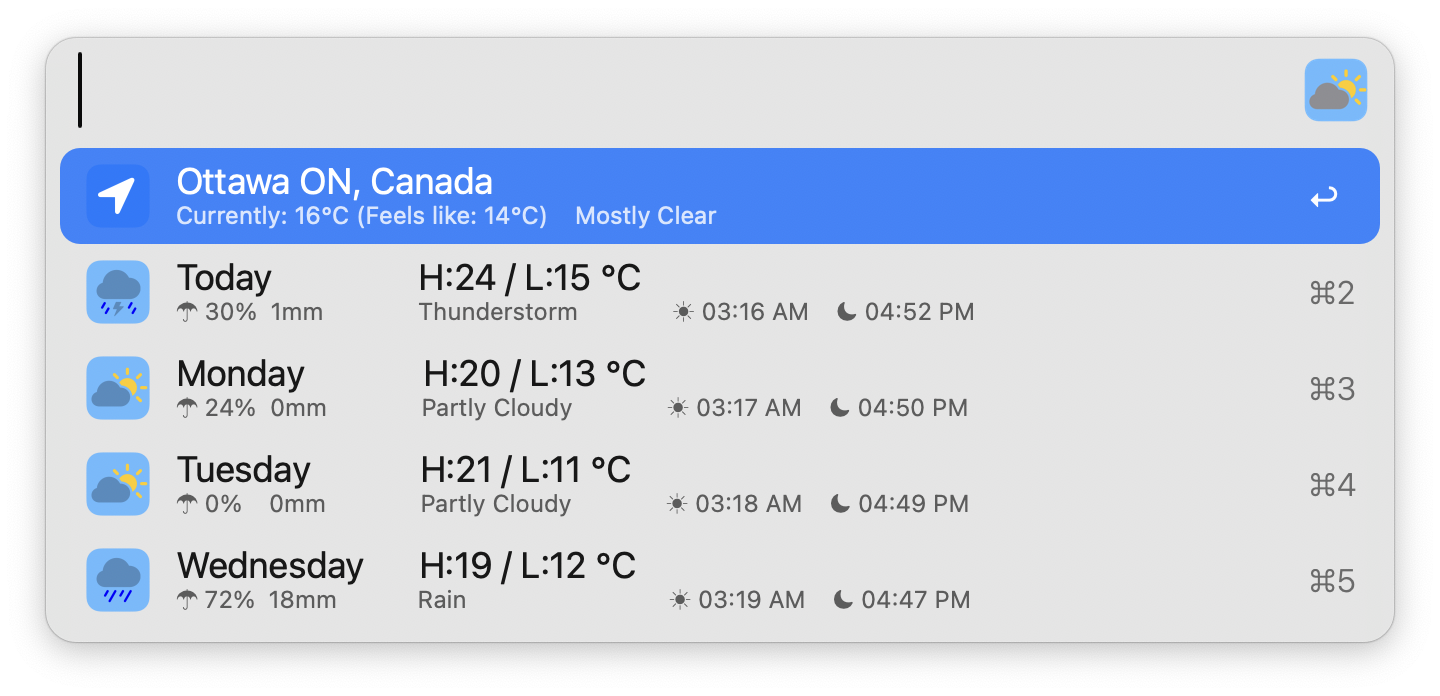 Ottawa ON, Canada
Currently: 16°C (Feels like: 14°C) Mostly Clear
Today H:24 / L:15 °C
30% 1mm Thunderstorm 03:16 AM 04:52 PM ⌘2
Monday H:20 / L:13 °C
24% 0mm Partly Cloudy 03:17 AM 04:50 PM ⌘3
Tuesday H:21 / L:11 °C
0% 0mm Partly Cloudy 03:18 AM 04:49 PM ⌘4
Wednesday H:19 / L:12 °C
72% 18mm Rain 03:19 AM 04:47 PM ⌘5